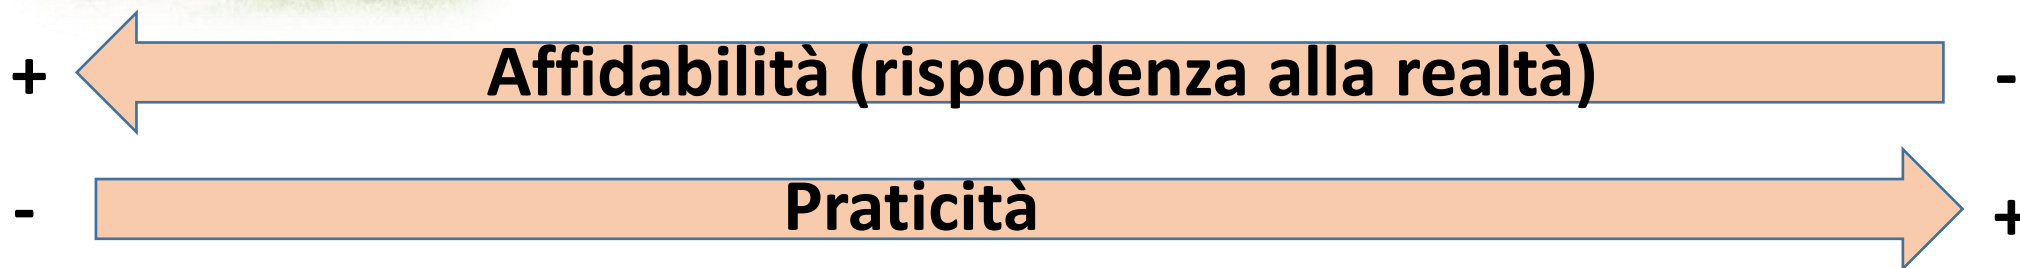 + Affidabilità (rispondenza alla realtà) -
- Praticità +